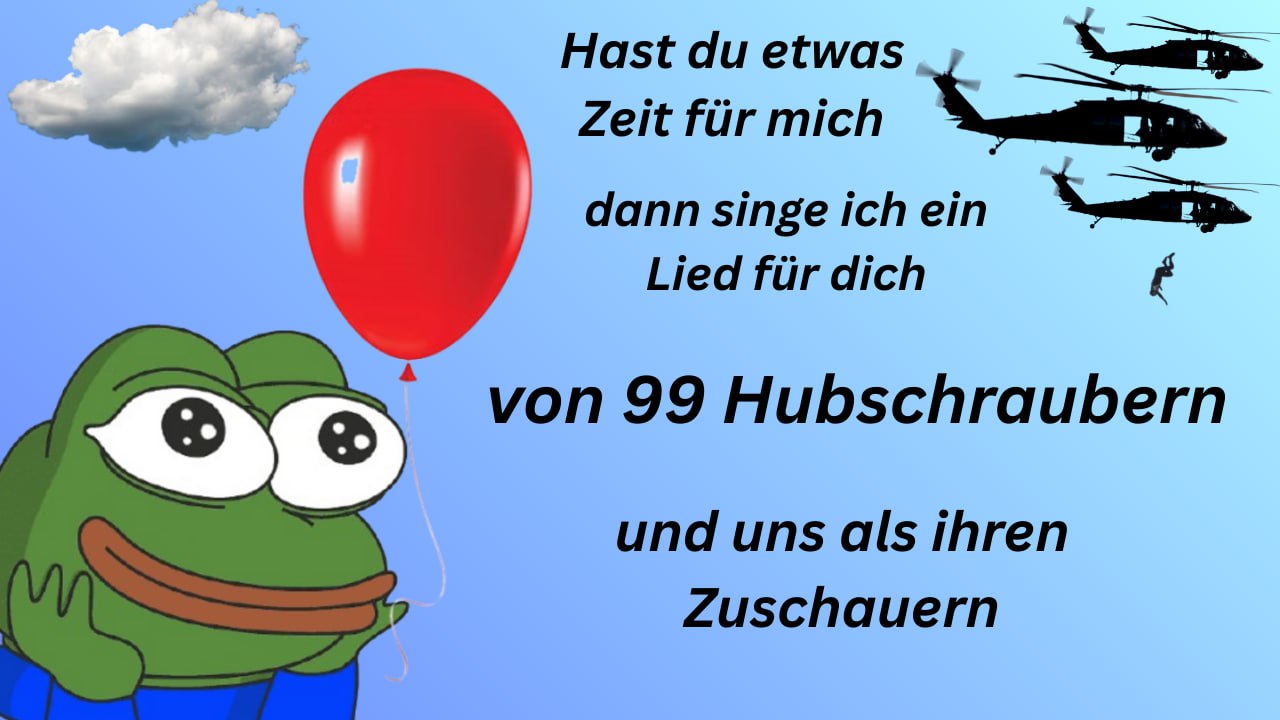 Hast du etwas
Zeit für mich
dann singe ich ein
Lied für dich
von 99 Hubschraubern
und uns als ihren
Zuschauern